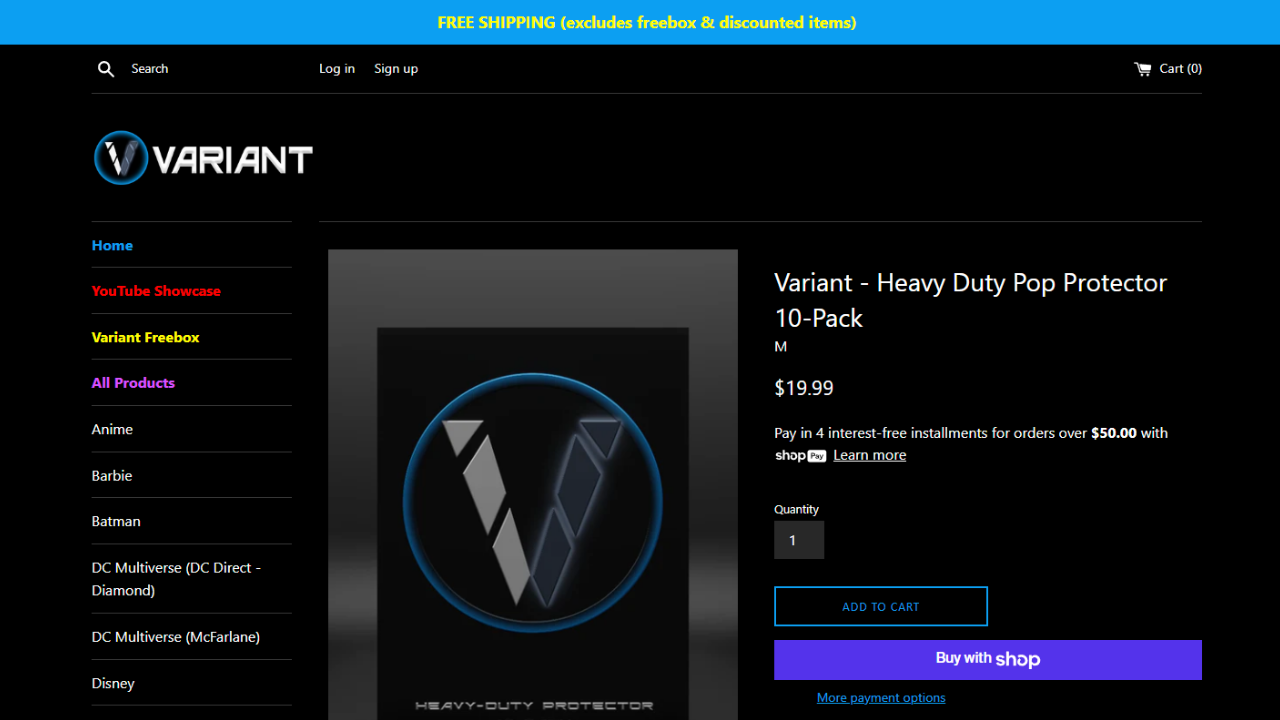 FREE SHIPPING (excludes freebox & discounted items)
Search
Log in
Sign up
Cart (0)
VARIANT
Home
YouTube Showcase
Variant Freebox
All Products
Anime
Barbie
Batman
DC Multiverse (DC Direct -
Diamond)
DC Multiverse (McFarlane)
Disney
HEAVY-DUTY PROTECTOR
Variant - Heavy Duty Pop Protector
10-Pack
M
$19.99
Pay in 4 interest-free installments for orders over $50.00 with
shop Pay Learn more
Quantity
1
ADD TO CART
Buy with shop
More payment options